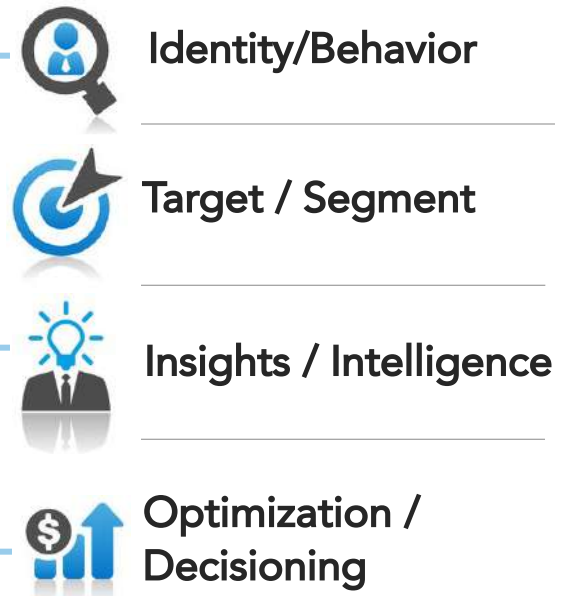 Identity/Behavior
Target / Segment
Insights / Intelligence
$
Optimization /
Decisioning